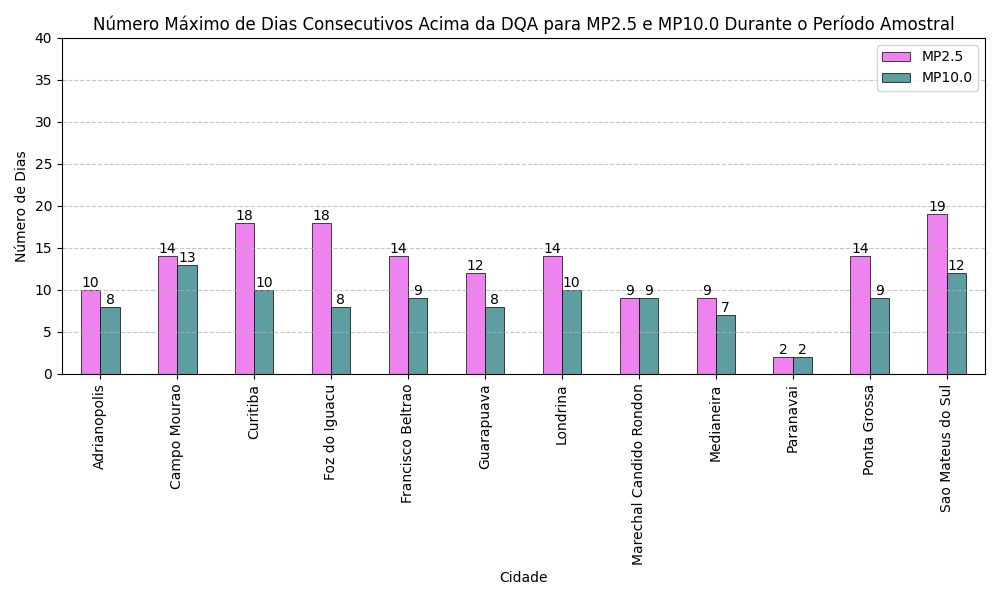 Número Máximo de Dias Consecutivos Acima da DQA para MP2.5 e MP10.0 Durante o Período Amostral
MP2.5
MP10.0
Número de Dias
40
35
30
25
20
15
10
5
0
10
8
14
13
18
10
18
8
14
9
12
8
14
10
9
9
9
7
2
2
14
9
19
12
Adrianopolis
Campo Mourao
Curitiba
Foz do Iguacu
Francisco Beltrao
Guarapuava
Londrina
Marechal Candido Rondon
Medianeira
Paranavai
Ponta Grossa
Sao Mateus do Sul
Cidade